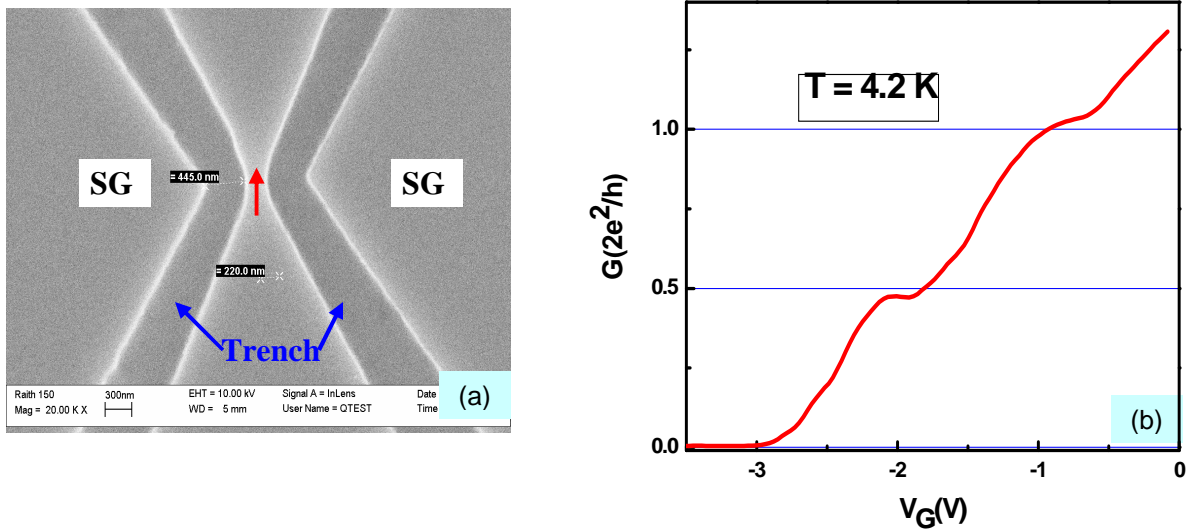 SG
= 445.0 nm
SG
= 220.0 nm
Trench
Raith 150
Mag = 20.00 K X
300nm
EHT = 10.00 kV
WD = 5 mm
Signal A = InLens
User Name = QTEST
Date
Time
(a)
T = 4.2 K
1.0
0.5
0.0
G(2e²/h)
-3
-2
-1
0
V_G(V)
(b)